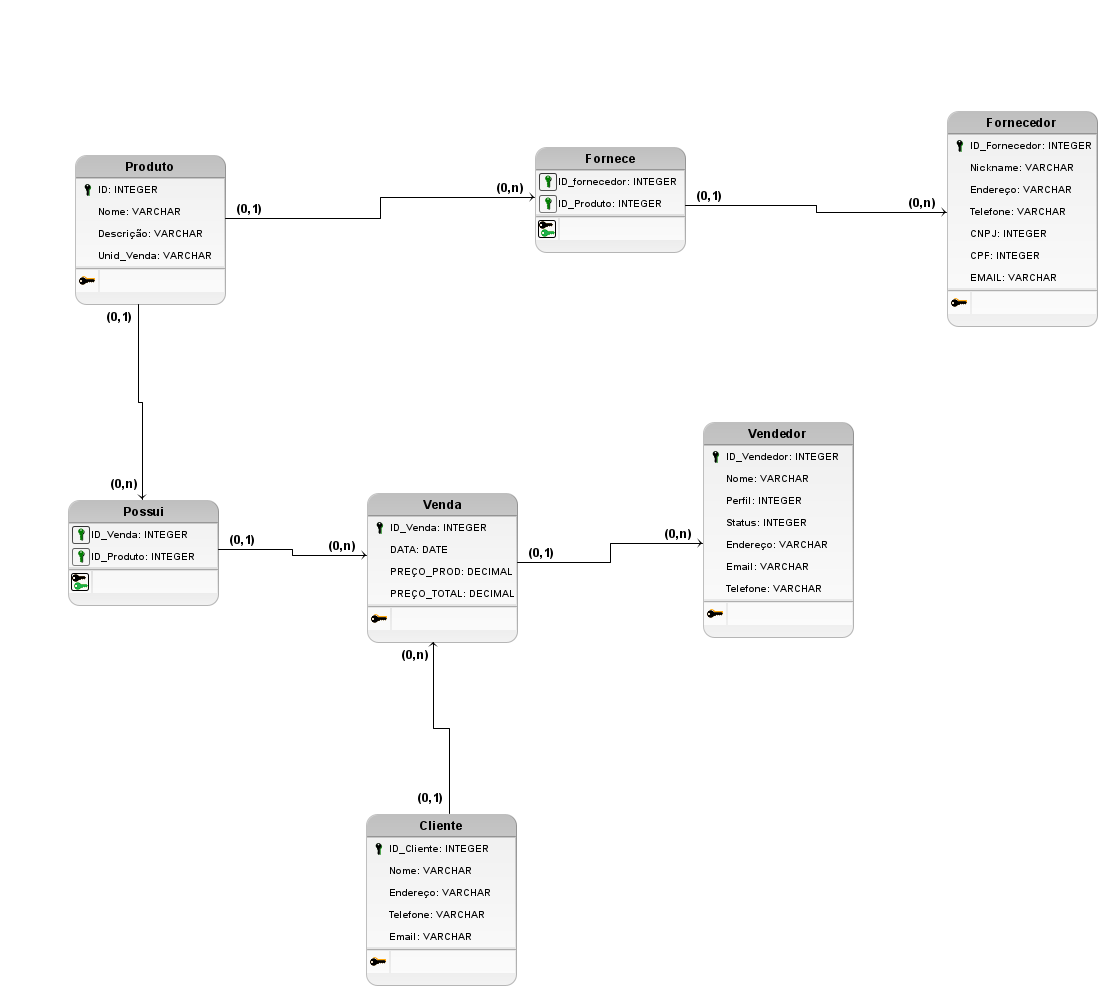 Produto
ID: INTEGER
Nome: VARCHAR
Descrição: VARCHAR
Unid_Venda: VARCHAR
(0,1)
(0,n)
Fornece
ID_fornecedor: INTEGER
ID_Produto: INTEGER
(0,1)
(0,n)
Fornecedor
ID_Fornecedor: INTEGER
Nickname: VARCHAR
Endereço: VARCHAR
Telefone: VARCHAR
CNPJ: INTEGER
CPF: INTEGER
EMAIL: VARCHAR
(0,1)
(0,n)
Possui
ID_Venda: INTEGER
ID_Produto: INTEGER
(0,1)
(0,n)
Venda
ID_Venda: INTEGER
DATA: DATE
PREÇO_PROD: DECIMAL
PREÇO_TOTAL: DECIMAL
(0,1)
(0,n)
Vendedor
ID_Vendedor: INTEGER
Nome: VARCHAR
Perfil: INTEGER
Status: INTEGER
Endereço: VARCHAR
Email: VARCHAR
Telefone: VARCHAR
(0,n)
(0,1)
Cliente
ID_Cliente: INTEGER
Nome: VARCHAR
Endereço: VARCHAR
Telefone: VARCHAR
Email: VARCHAR